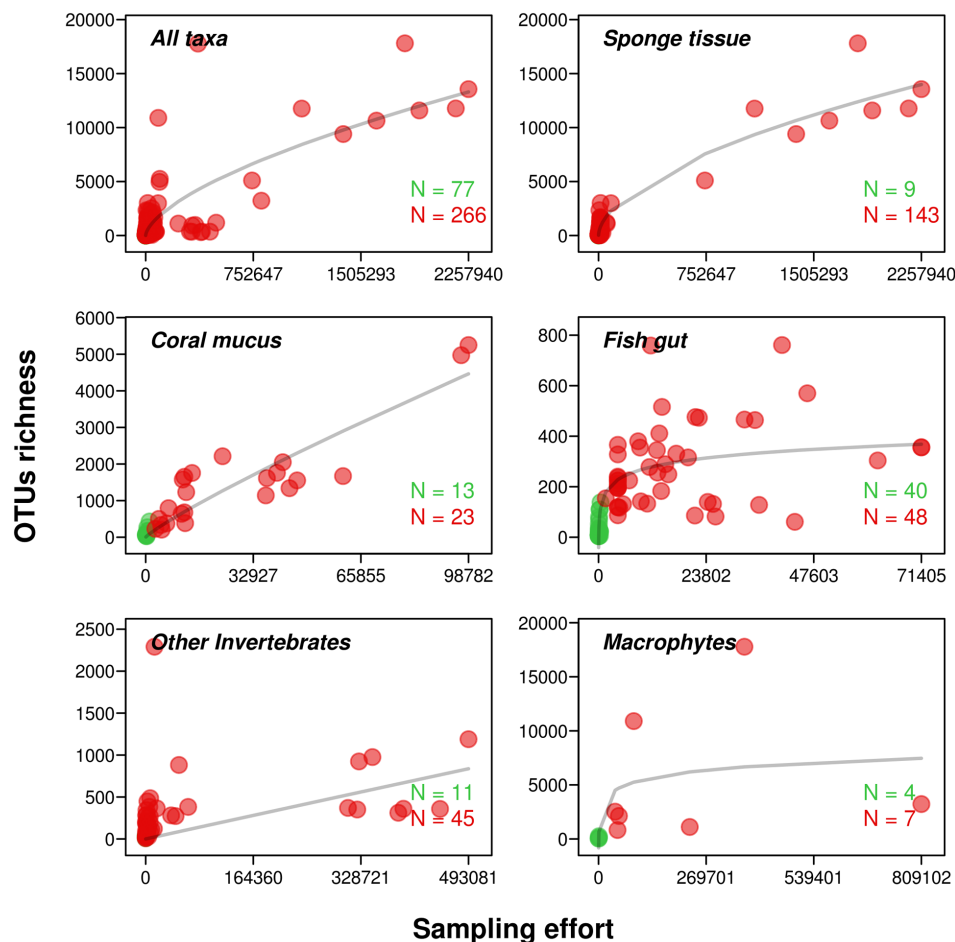 OTUs richness
All taxa
20000
15000
10000
5000
0
N = 77
N = 266
0 752647 1505293 2257940
Sponge tissue
20000
15000
10000
5000
0
N = 9
N = 143
0 752647 1505293 2257940
Coral mucus
6000
5000
4000
3000
2000
1000
0
N = 13
N = 23
0 32927 65855 98782
Fish gut
800
600
400
200
0
N = 40
N = 48
0 23802 47603 71405
Other Invertebrates
2500
2000
1500
1000
500
0
N = 11
N = 45
0 164360 328721 493081
Macrophytes
20000
15000
10000
5000
0
N = 4
N = 7
0 269701 539401 809102
Sampling effort